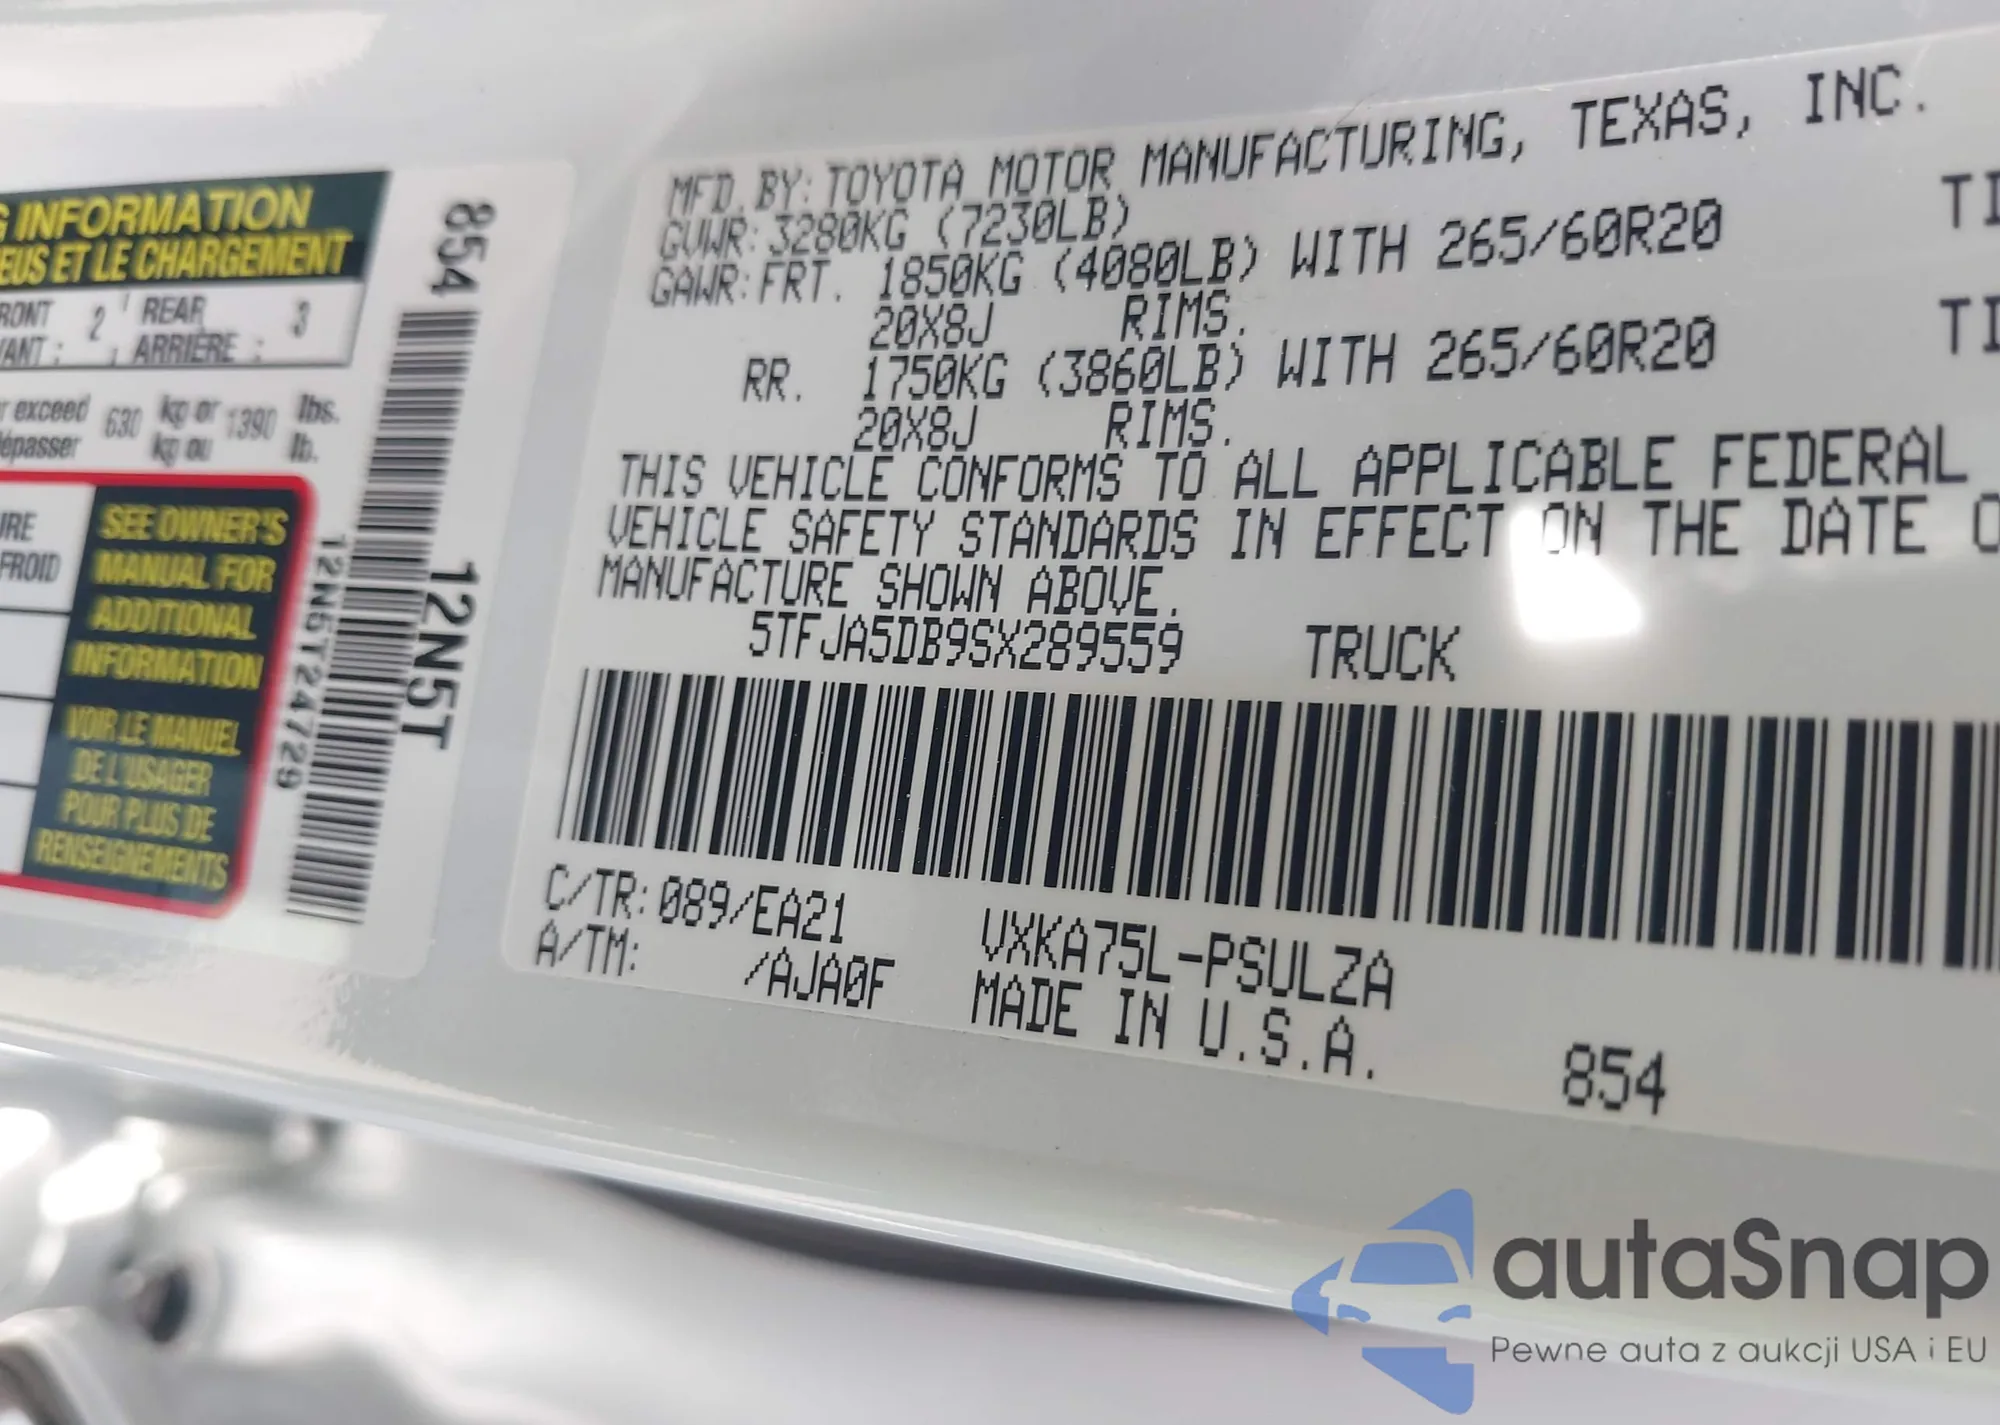 G INFORMATION
EUS ET LE CHARGEMENT
RONT 2 REAR 3
VANT : ARRIÈRE :
r exceed 630 kg or 1390 lbs.
épasser kg ou lb.
URE
FROID
SEE OWNER'S
MANUAL FOR
ADDITIONAL
INFORMATION
VOIR LE MANUEL
DE L'USAGER
POUR PLUS DE
RENSEIGNEMENTS
12N5T24729
854
12N5T
MFD.BY:TOYOTA MOTOR MANUFACTURING, TEXAS, INC.
GVWR:3280KG (7230LB)
GAWR:FRT. 1850KG (4080LB) WITH 265/60R20 TI
20X8J RIMS.
RR. 1750KG (3860LB) WITH 265/60R20 TI
20X8J RIMS.
THIS VEHICLE CONFORMS TO ALL APPLICABLE FEDERAL
VEHICLE SAFETY STANDARDS IN EFFECT ON THE DATE O
MANUFACTURE SHOWN ABOVE.
5TFJA5DB9SX289559 TRUCK
C/TR:089/EA21 VXKA75L-PSULZA
A/TM: /AJA0F MADE IN U.S.A.
854
autaSnap
Pewne auta z aukcji USA i EU